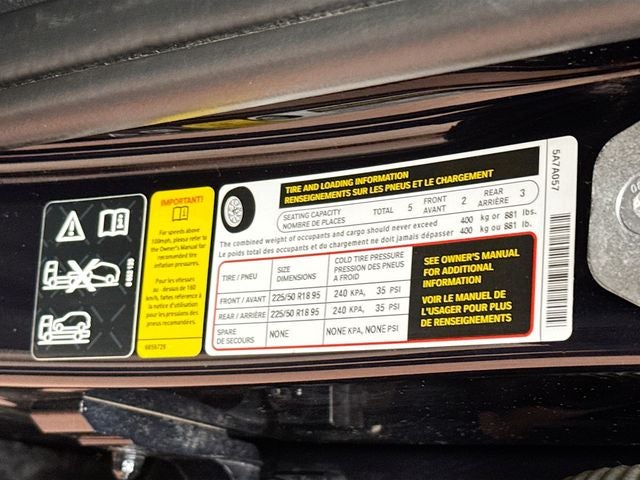 IMPORTANT!
For speeds above
100mph, please refer to
the Owner's Manual for
recomended tire
inflation pressures.
Pour les vitesses
au - dessus de 160
km/h, faites référence à
la notice d'utilisation
pour les pressions des
pneus recomandées.
6856729
TIRE AND LOADING INFORMATION
RENSEIGNEMENTS SUR LES PNEUS ET LE CHARGEMENT
SEATING CAPACITY
NOMBRE DE PLACES
TOTAL 5
FRONT
AVANT
2
REAR
ARRIÈRE
3
The combined weight of occupants and cargo should never exceed 400 kg or 881 lbs.
Le poids total des occupants et du chargement ne doit jamais dépasser 400 kg ou 881 lb.
TIRE / PNEU
SIZE
DIMENSIONS
COLD TIRE PRESSURE
PRESSION DES PNEUS
A FROID
FRONT / AVANT 225/50 R18 95 240 KPA, 35 PSI
REAR / ARRIÈRE 225/50 R18 95 240 KPA, 35 PSI
SPARE
DE SECOURS
NONE
NONE KPA, NONE PSI
SEE OWNER'S MANUAL
FOR ADDITIONAL
INFORMATION
VOIR LE MANUEL DE
L'USAGER POUR PLUS
DE RENSEIGNEMENTS
5A7A057